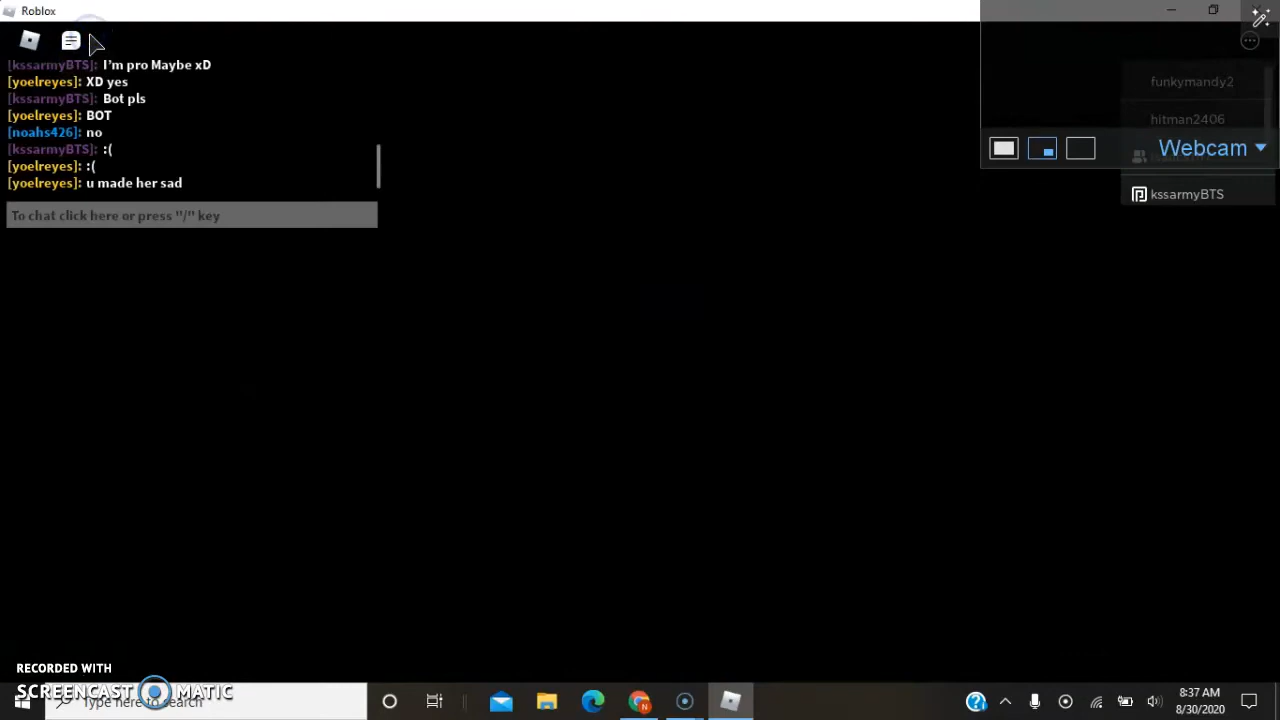 Roblox
[kssarmyBTS]: I'm pro Maybe xD
[yoelreyes]: XD yes
[kssarmyBTS]: Bot pls
[yoelreyes]: BOT
[noahs426]: no
[kssarmyBTS]: :(
[yoelreyes]: :(
[yoelreyes]: u made her sad
To chat click here or press "/" key
funkymandy2
hitman2406
Webcam
kssarmyBTS
RECORDED WITH
SCREENCAST MATIC
Type here to search
8:37 AM
8/30/2020